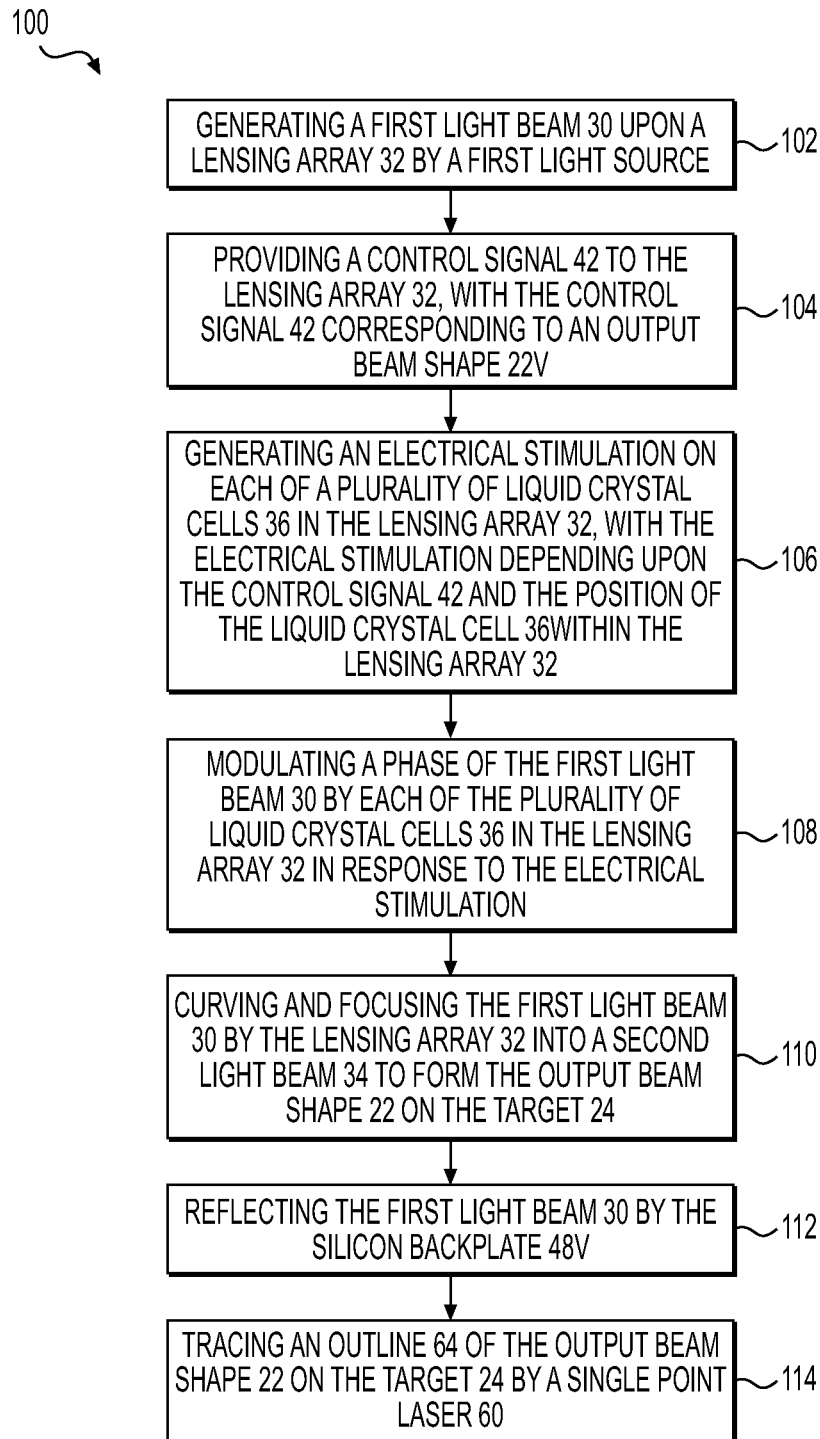 100
GENERATING A FIRST LIGHT BEAM 30 UPON A
LENSING ARRAY 32 BY A FIRST LIGHT SOURCE
102
PROVIDING A CONTROL SIGNAL 42 TO THE
LENSING ARRAY 32, WITH THE CONTROL
SIGNAL 42 CORRESPONDING TO AN OUTPUT
BEAM SHAPE 22V
104
GENERATING AN ELECTRICAL STIMULATION ON
EACH OF A PLURALITY OF LIQUID CRYSTAL
CELLS 36 IN THE LENSING ARRAY 32, WITH THE
ELECTRICAL STIMULATION DEPENDING UPON
THE CONTROL SIGNAL 42 AND THE POSITION OF
THE LIQUID CRYSTAL CELL 36WITHIN THE
LENSING ARRAY 32
106
MODULATING A PHASE OF THE FIRST LIGHT
BEAM 30 BY EACH OF THE PLURALITY OF
LIQUID CRYSTAL CELLS 36 IN THE LENSING
ARRAY 32 IN RESPONSE TO THE ELECTRICAL
STIMULATION
108
CURVING AND FOCUSING THE FIRST LIGHT BEAM
30 BY THE LENSING ARRAY 32 INTO A SECOND
LIGHT BEAM 34 TO FORM THE OUTPUT BEAM
SHAPE 22 ON THE TARGET 24
110
REFLECTING THE FIRST LIGHT BEAM 30 BY THE
SILICON BACKPLATE 48V
112
TRACING AN OUTLINE 64 OF THE OUTPUT BEAM
SHAPE 22 ON THE TARGET 24 BY A SINGLE POINT
LASER 60
114